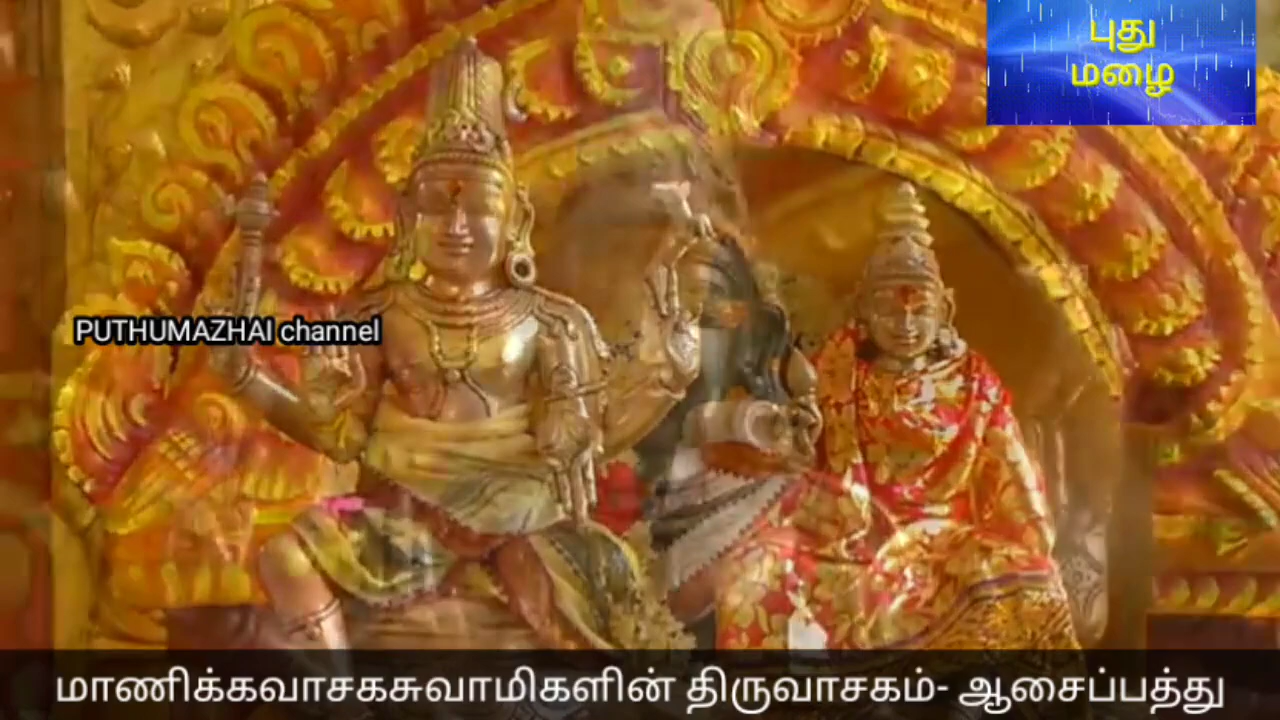 புது
மழை
PUTHUMAZHAI channel
மாணிக்கவாசகசுவாமிகளின் திருவாசகம்- ஆசைப்பத்து